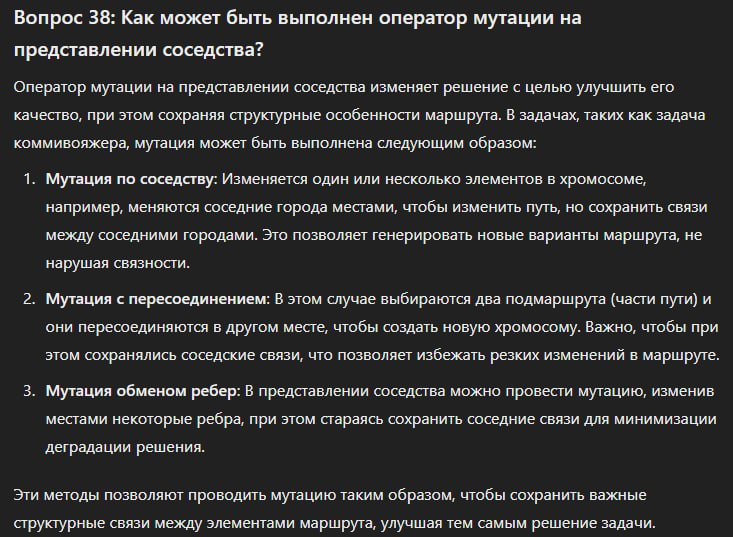 Вопрос 38: Как может быть выполнен оператор мутации на
представлении соседства?
Оператор мутации на представлении соседства изменяет решение с целью улучшить его
качество, при этом сохраняя структурные особенности маршрута. В задачах, таких как задача
коммивояжера, мутация может быть выполнена следующим образом:
1. Мутация по соседству: Изменяется один или несколько элементов в хромосоме,
например, меняются соседние города местами, чтобы изменить путь, но сохранить связи
между соседними городами. Это позволяет генерировать новые варианты маршрута, не
нарушая связности.
2. Мутация с пересоединением: В этом случае выбираются два подмаршрута (части пути) и
они пересоединяются в другом месте, чтобы создать новую хромосому. Важно, чтобы при
этом сохранялись соседские связи, что позволяет избежать резких изменений в маршруте.
3. Мутация обменом ребер: В представлении соседства можно провести мутацию, изменив
местами некоторые ребра, при этом стараясь сохранить соседние связи для минимизации
деградации решения.
Эти методы позволяют проводить мутацию таким образом, чтобы сохранить важные
структурные связи между элементами маршрута, улучшая тем самым решение задачи.